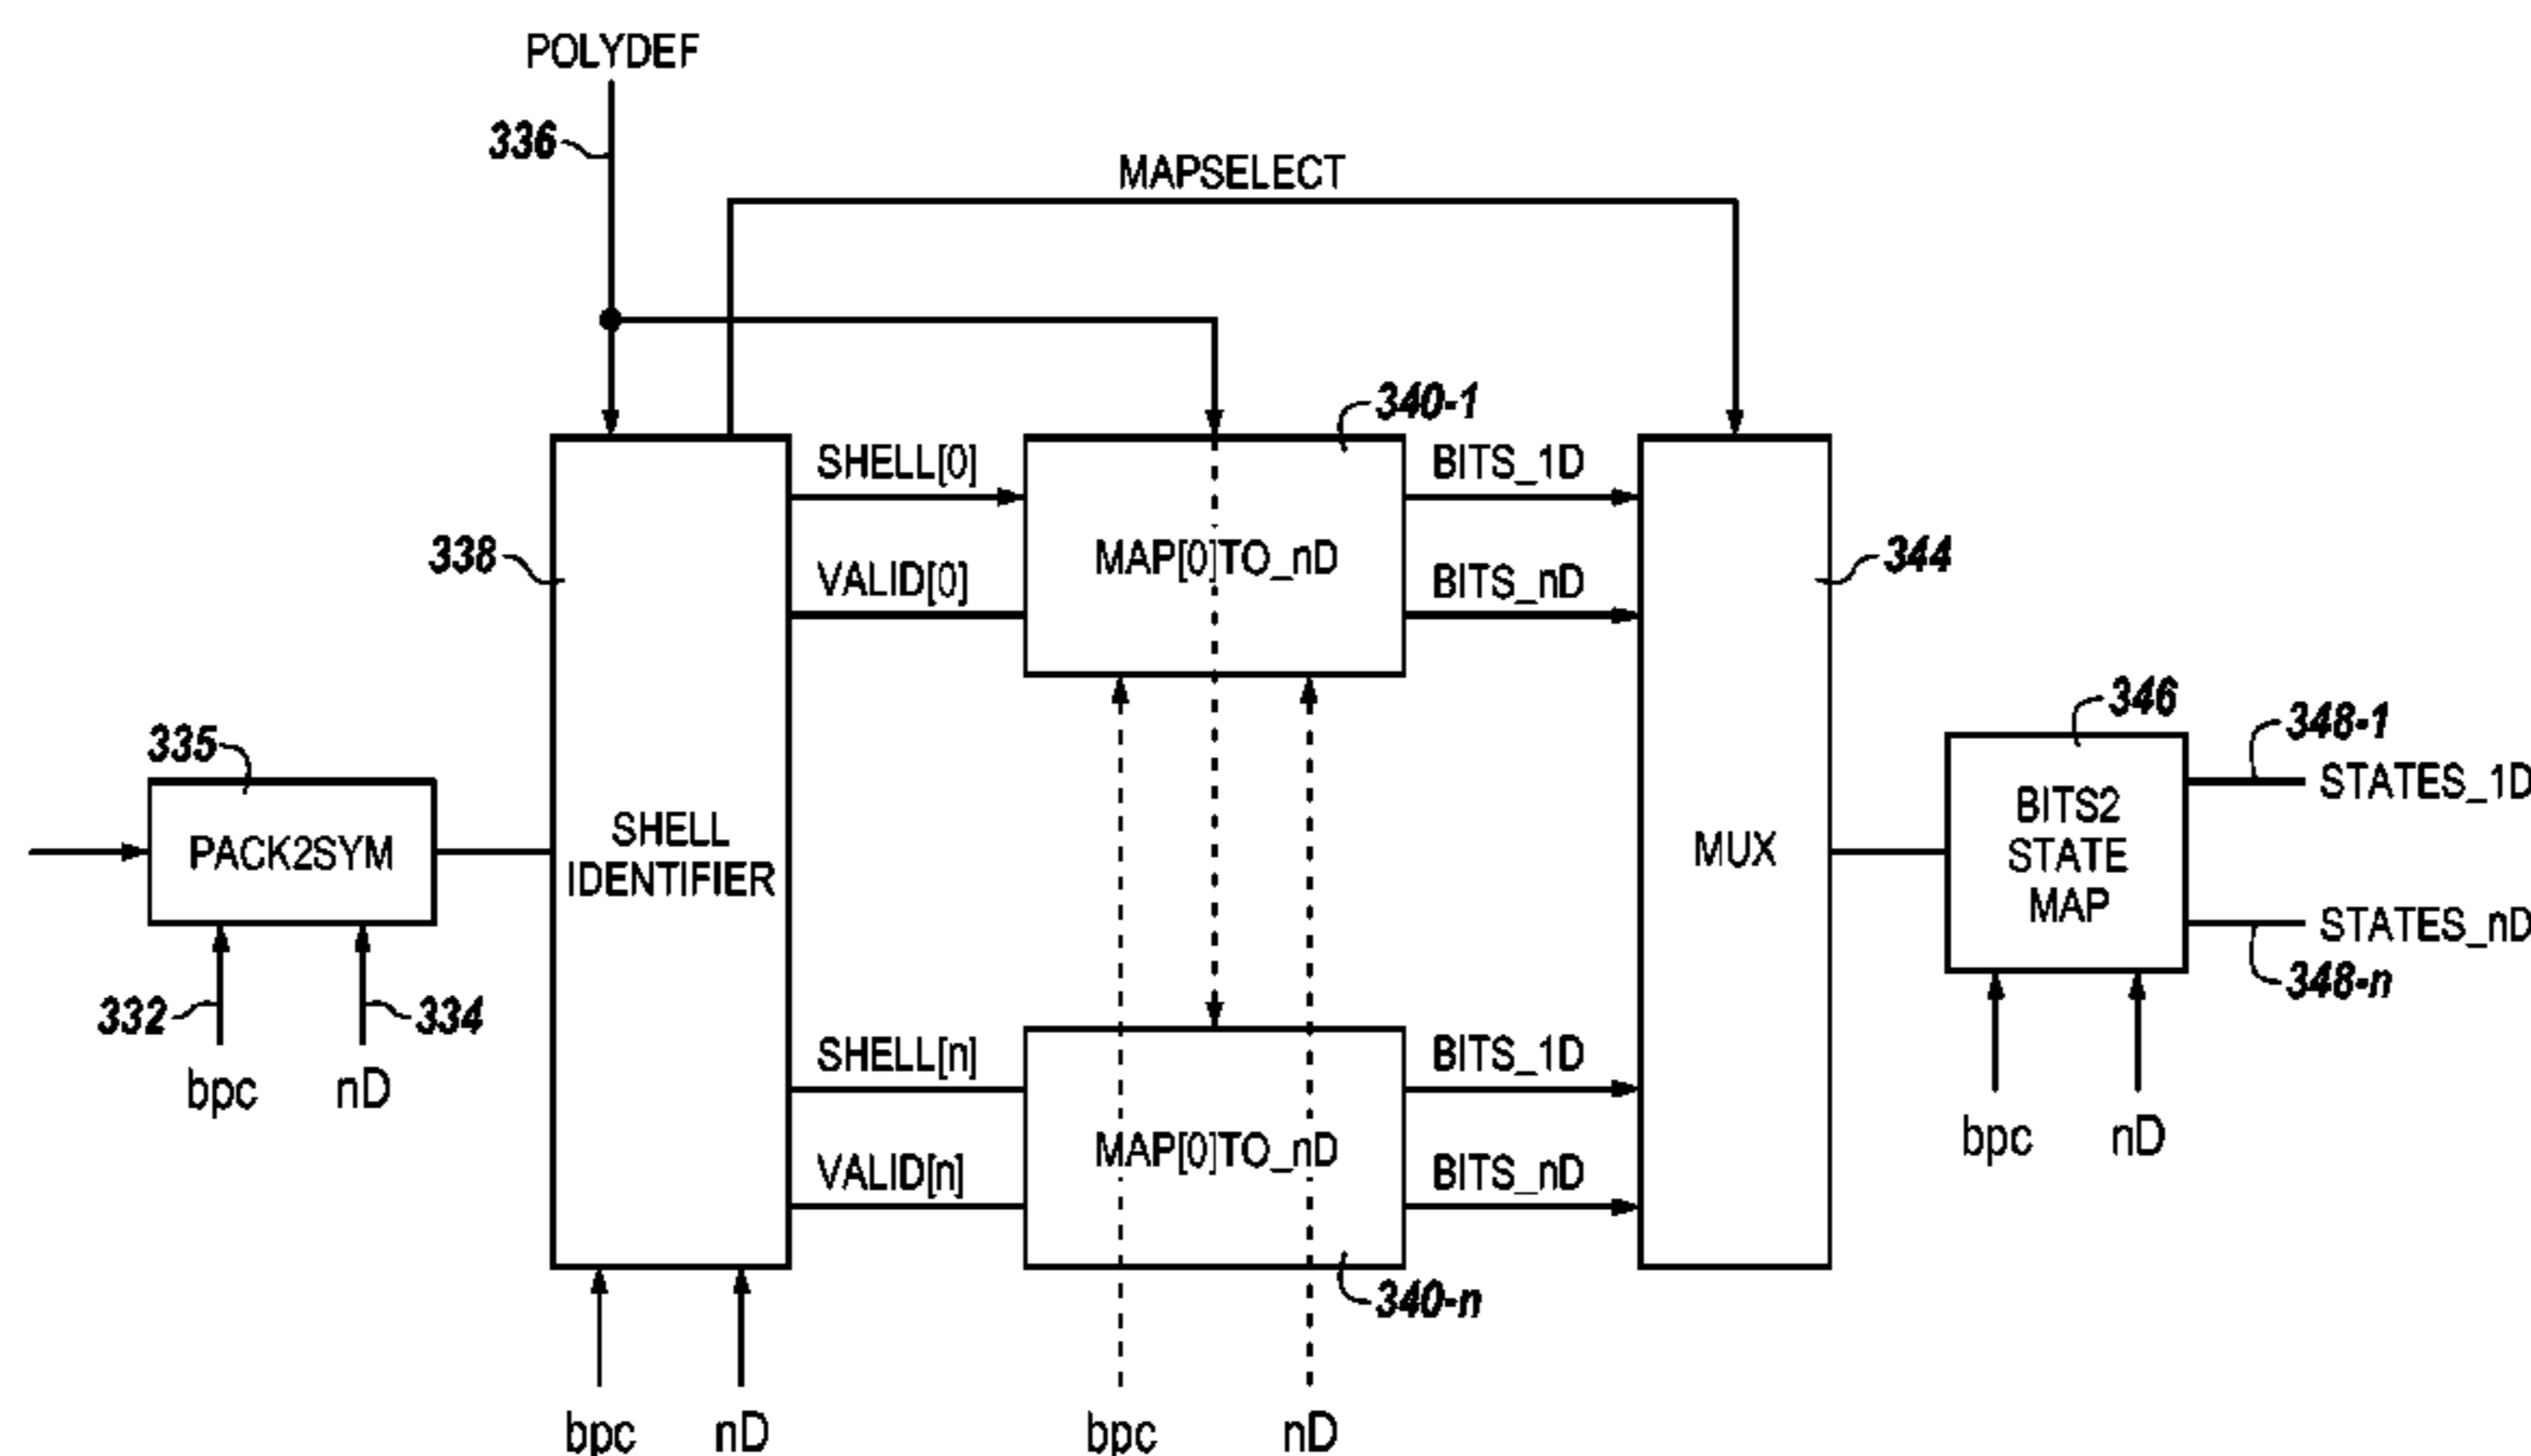 POLYDEF
336
MAPSELECT
340-1
SHELL[0]
BITS_1D
338
VALID[0]
MAP[0]TO_nD
BITS_nD
344
335
346
348-1
PACK2SYM
SHELL
IDENTIFIER
MUX
BITS2
STATE
MAP
STATES_1D
STATES_nD
348-n
332
334
bpc
nD
SHELL[n]
BITS_1D
VALID[n]
MAP[0]TO_nD
BITS_nD
bpc
nD
340-n
bpc
nD
bpc
nD